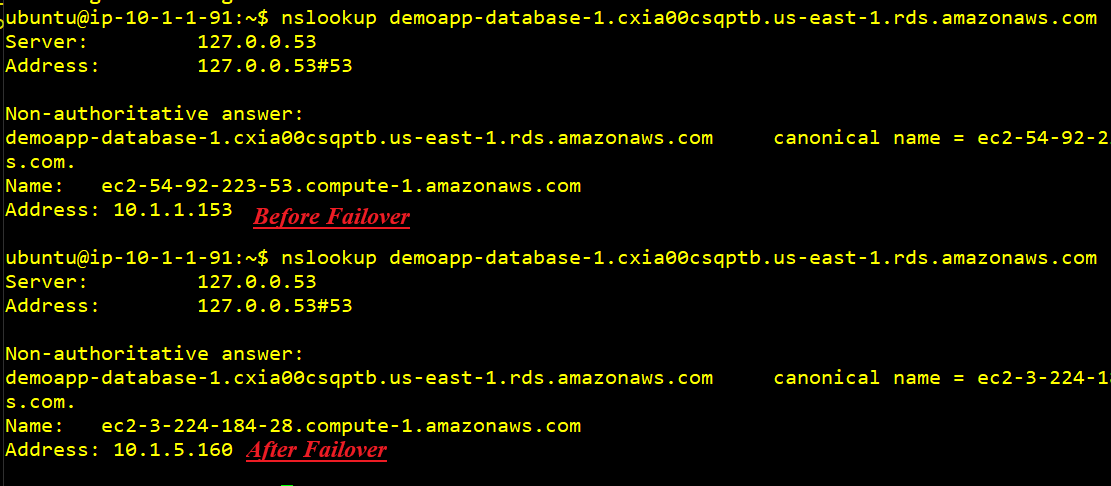 ubuntu@ip-10-1-1-91:~$ nslookup demoapp-database-1.cxia00csqptb.us-east-1.rds.amazonaws.com
Server:         127.0.0.53
Address:        127.0.0.53#53
Non-authoritative answer:
demoapp-database-1.cxia00csqptb.us-east-1.rds.amazonaws.com     canonical name = ec2-54-92-2
s.com.
Name:   ec2-54-92-223-53.compute-1.amazonaws.com
Address: 10.1.1.153 Before Failover
ubuntu@ip-10-1-1-91:~$ nslookup demoapp-database-1.cxia00csqptb.us-east-1.rds.amazonaws.com
Server:         127.0.0.53
Address:        127.0.0.53#53
Non-authoritative answer:
demoapp-database-1.cxia00csqptb.us-east-1.rds.amazonaws.com     canonical name = ec2-3-224-18
s.com.
Name:   ec2-3-224-184-28.compute-1.amazonaws.com
Address: 10.1.5.160 After Failover